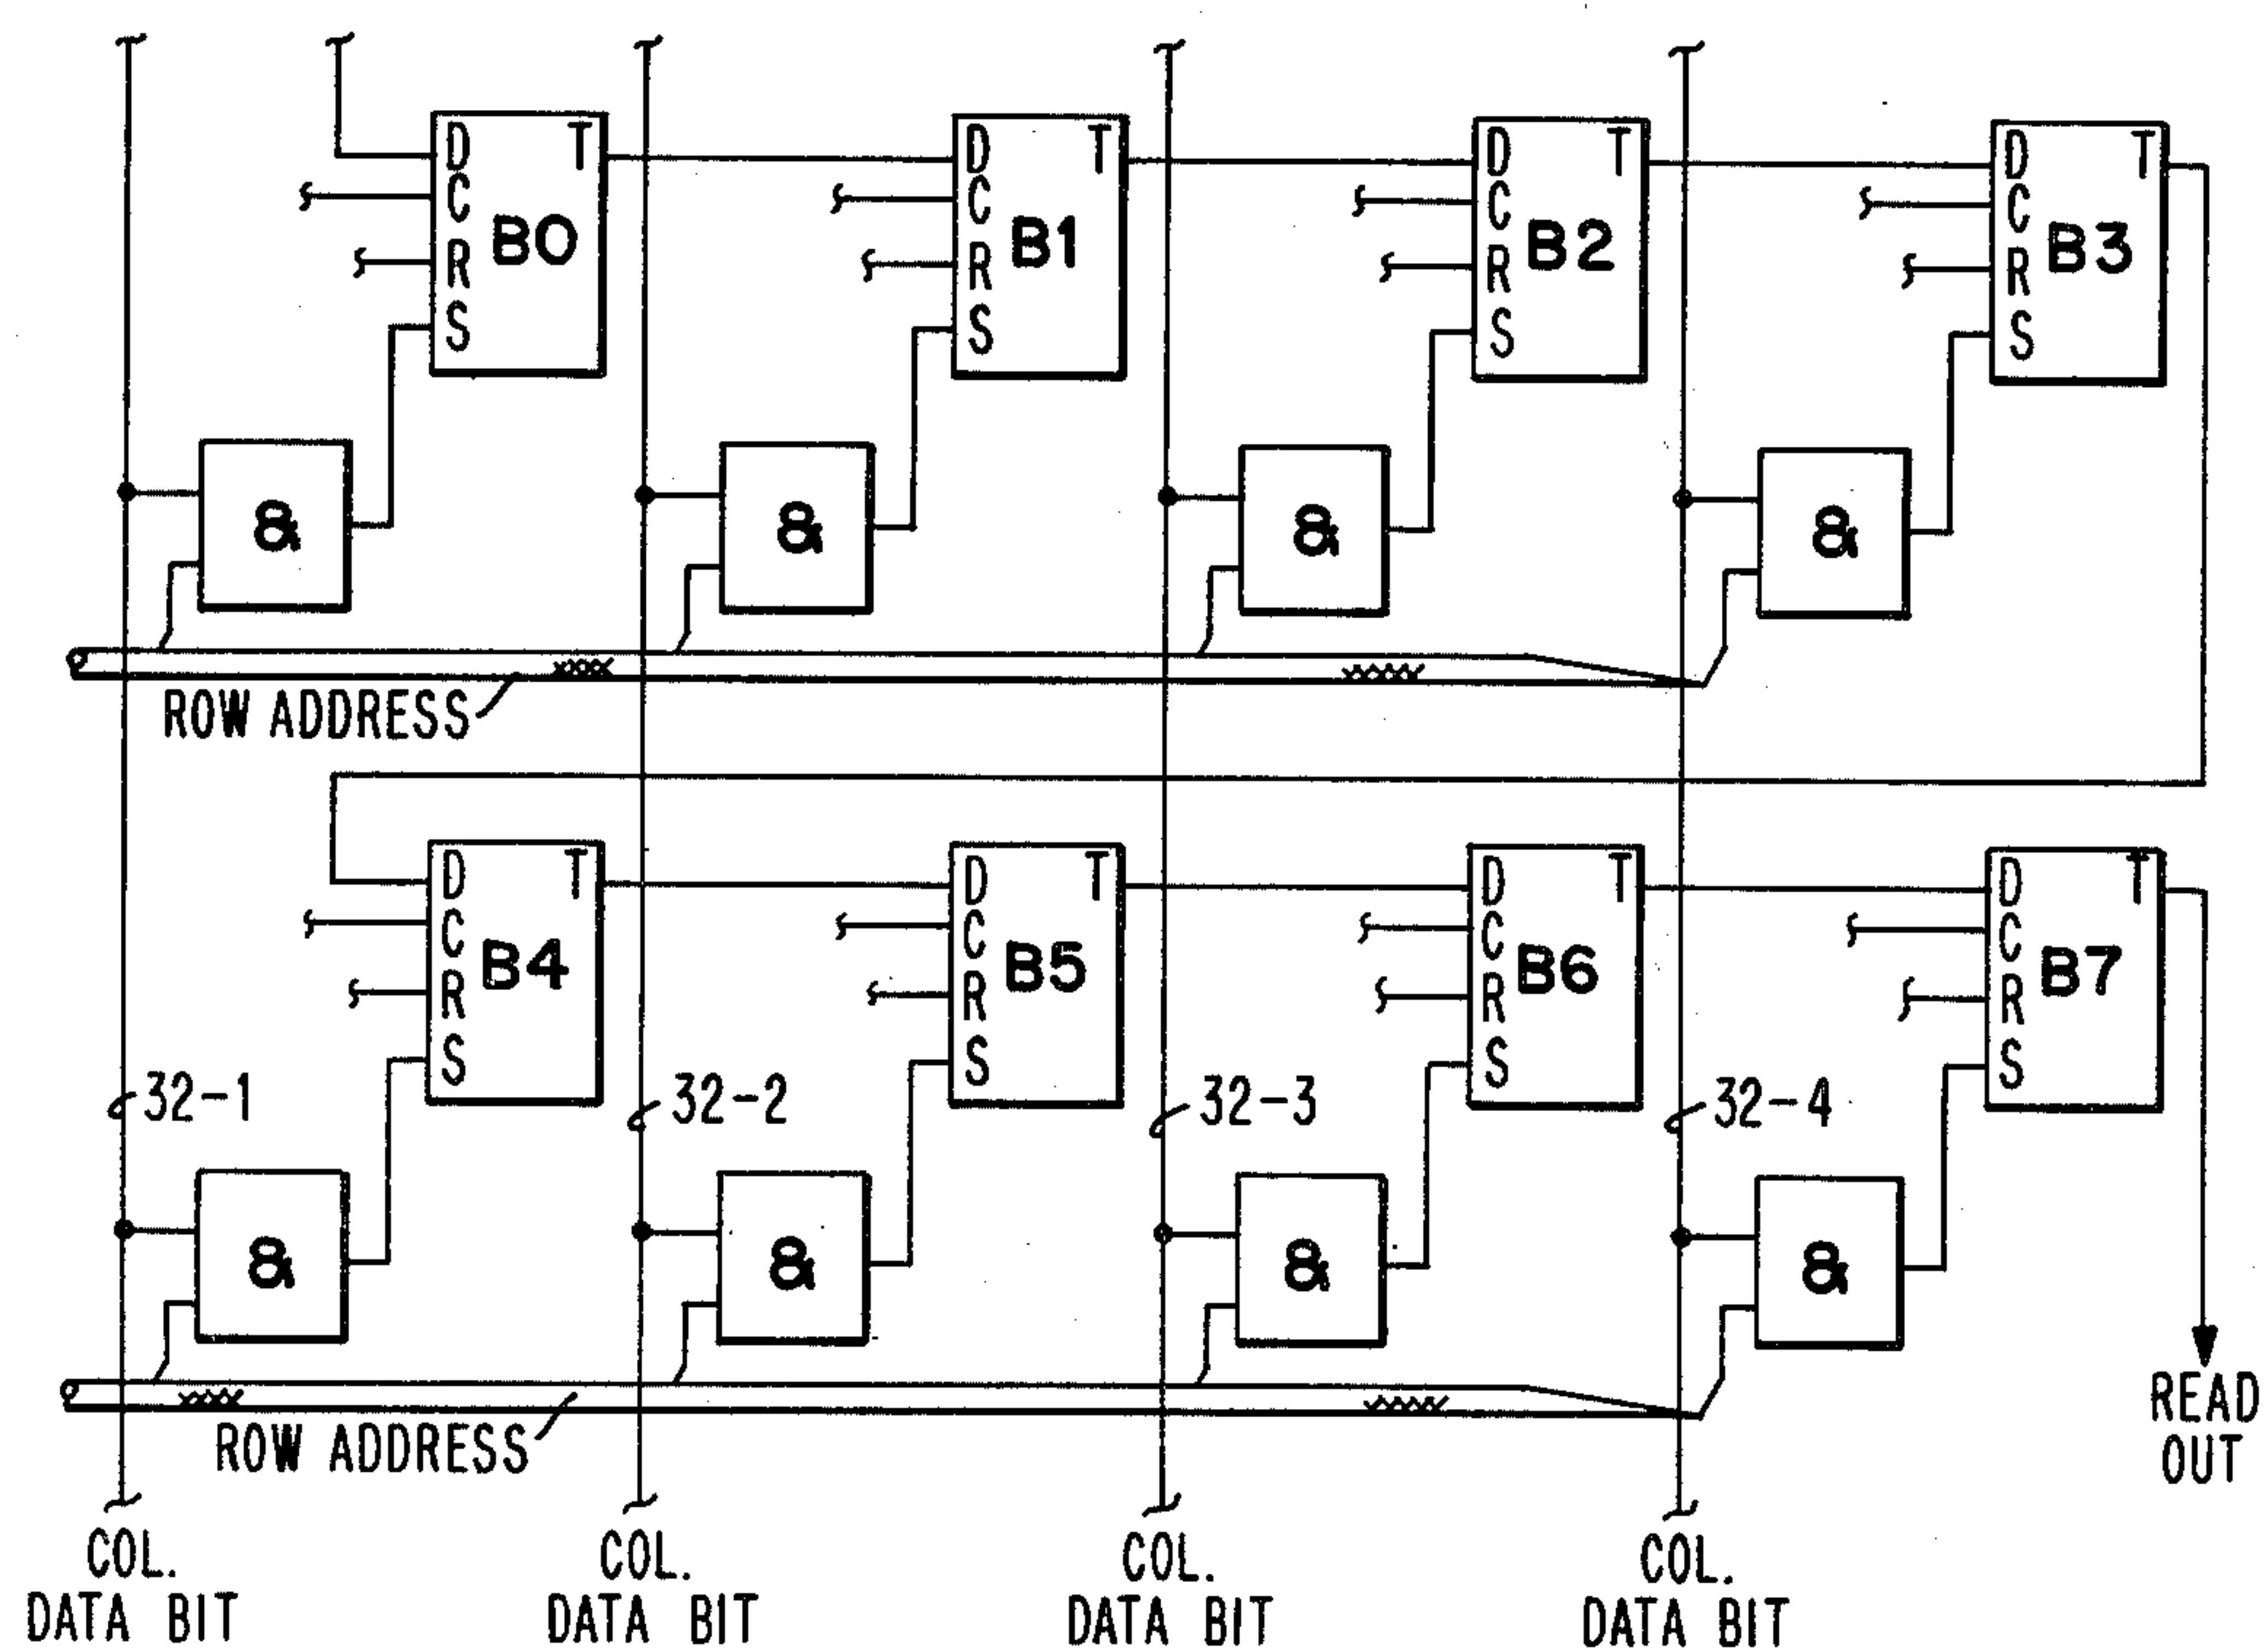 D T D T D T D T
C C C C
B0 B1 B2 B3
R R R R
S S S S
& & & &
ROW ADDRESS
D T D T D T D T
C C C C
B4 B5 B6 B7
R R R R
S S S S
32-1 32-2 32-3 32-4
& & & &
ROW ADDRESS
READ
OUT
COL. COL. COL. COL.
DATA BIT DATA BIT DATA BIT DATA BIT